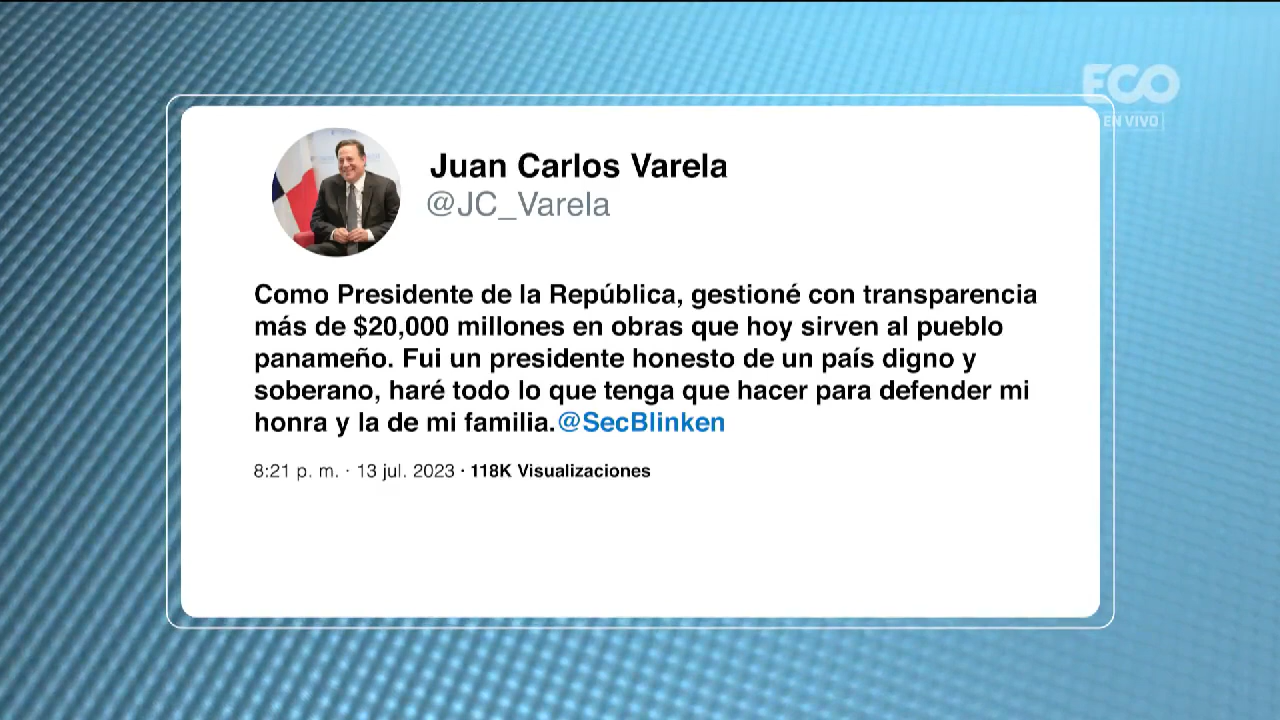 ECO
EN VIVO
Juan Carlos Varela
@JC_Varela
Como Presidente de la República, gestioné con transparencia
más de $20,000 millones en obras que hoy sirven al pueblo
panameño. Fui un presidente honesto de un país digno y
soberano, haré todo lo que tenga que hacer para defender mi
honra y la de mi familia.@SecBlinken
8:21 p. m. · 13 jul. 2023 · 118K Visualizaciones